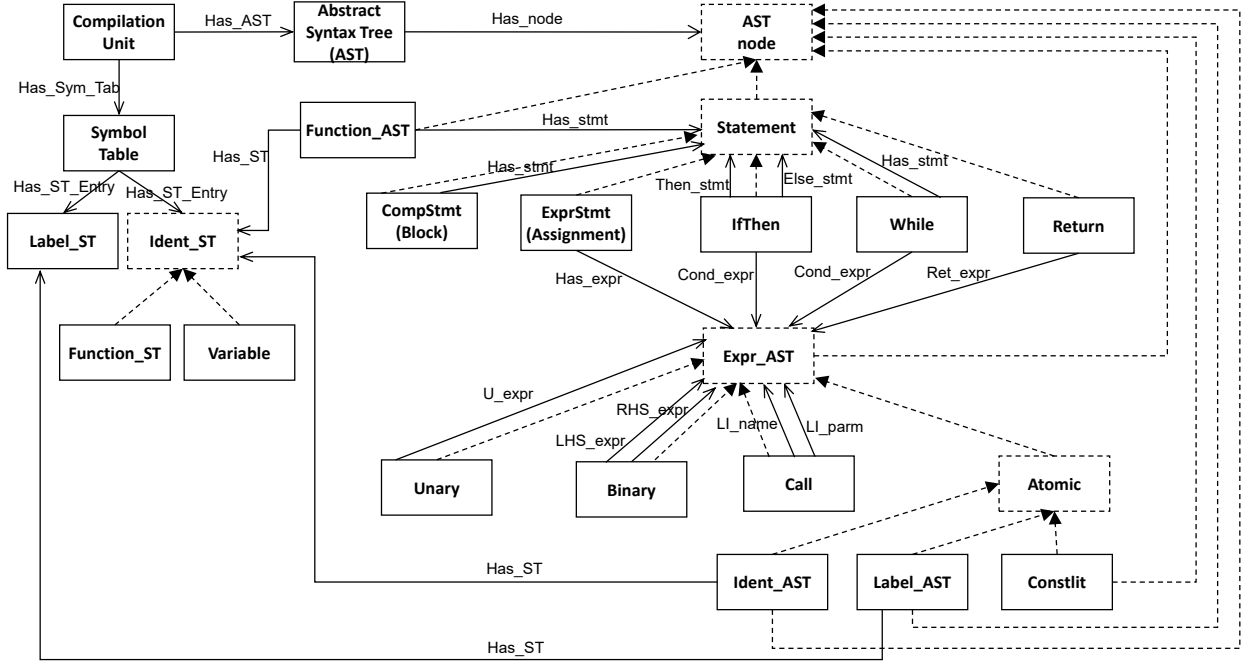 Compilation
Unit
Has_AST
Abstract
Syntax Tree
(AST)
Has_node
AST
node
Has_Sym_Tab
Symbol
Table
Function_AST
Has_stmt
Statement
Has_ST
Has_stmt
Has_stmt
Has_ST_Entry
Has_ST_Entry
Then_stmt
Else_stmt
Label_ST
Ident_ST
CompStmt
(Block)
ExprStmt
(Assignment)
IfThen
While
Return
Has_expr
Cond_expr
Cond_expr
Ret_expr
Function_ST
Variable
Expr_AST
U_expr
RHS_expr
LHS_expr
LI_name
LI_parm
Unary
Binary
Call
Atomic
Has_ST
Ident_AST
Label_AST
Constlit
Has_ST